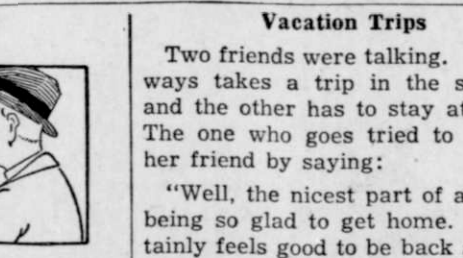 Vacation Trips
Two friends were talking.
ways takes a trip in the s
and the other has to stay at
The one who goes tried to
her friend by saying:
"Well, the nicest part of a
being so glad to get home.
tainly feels good to be back